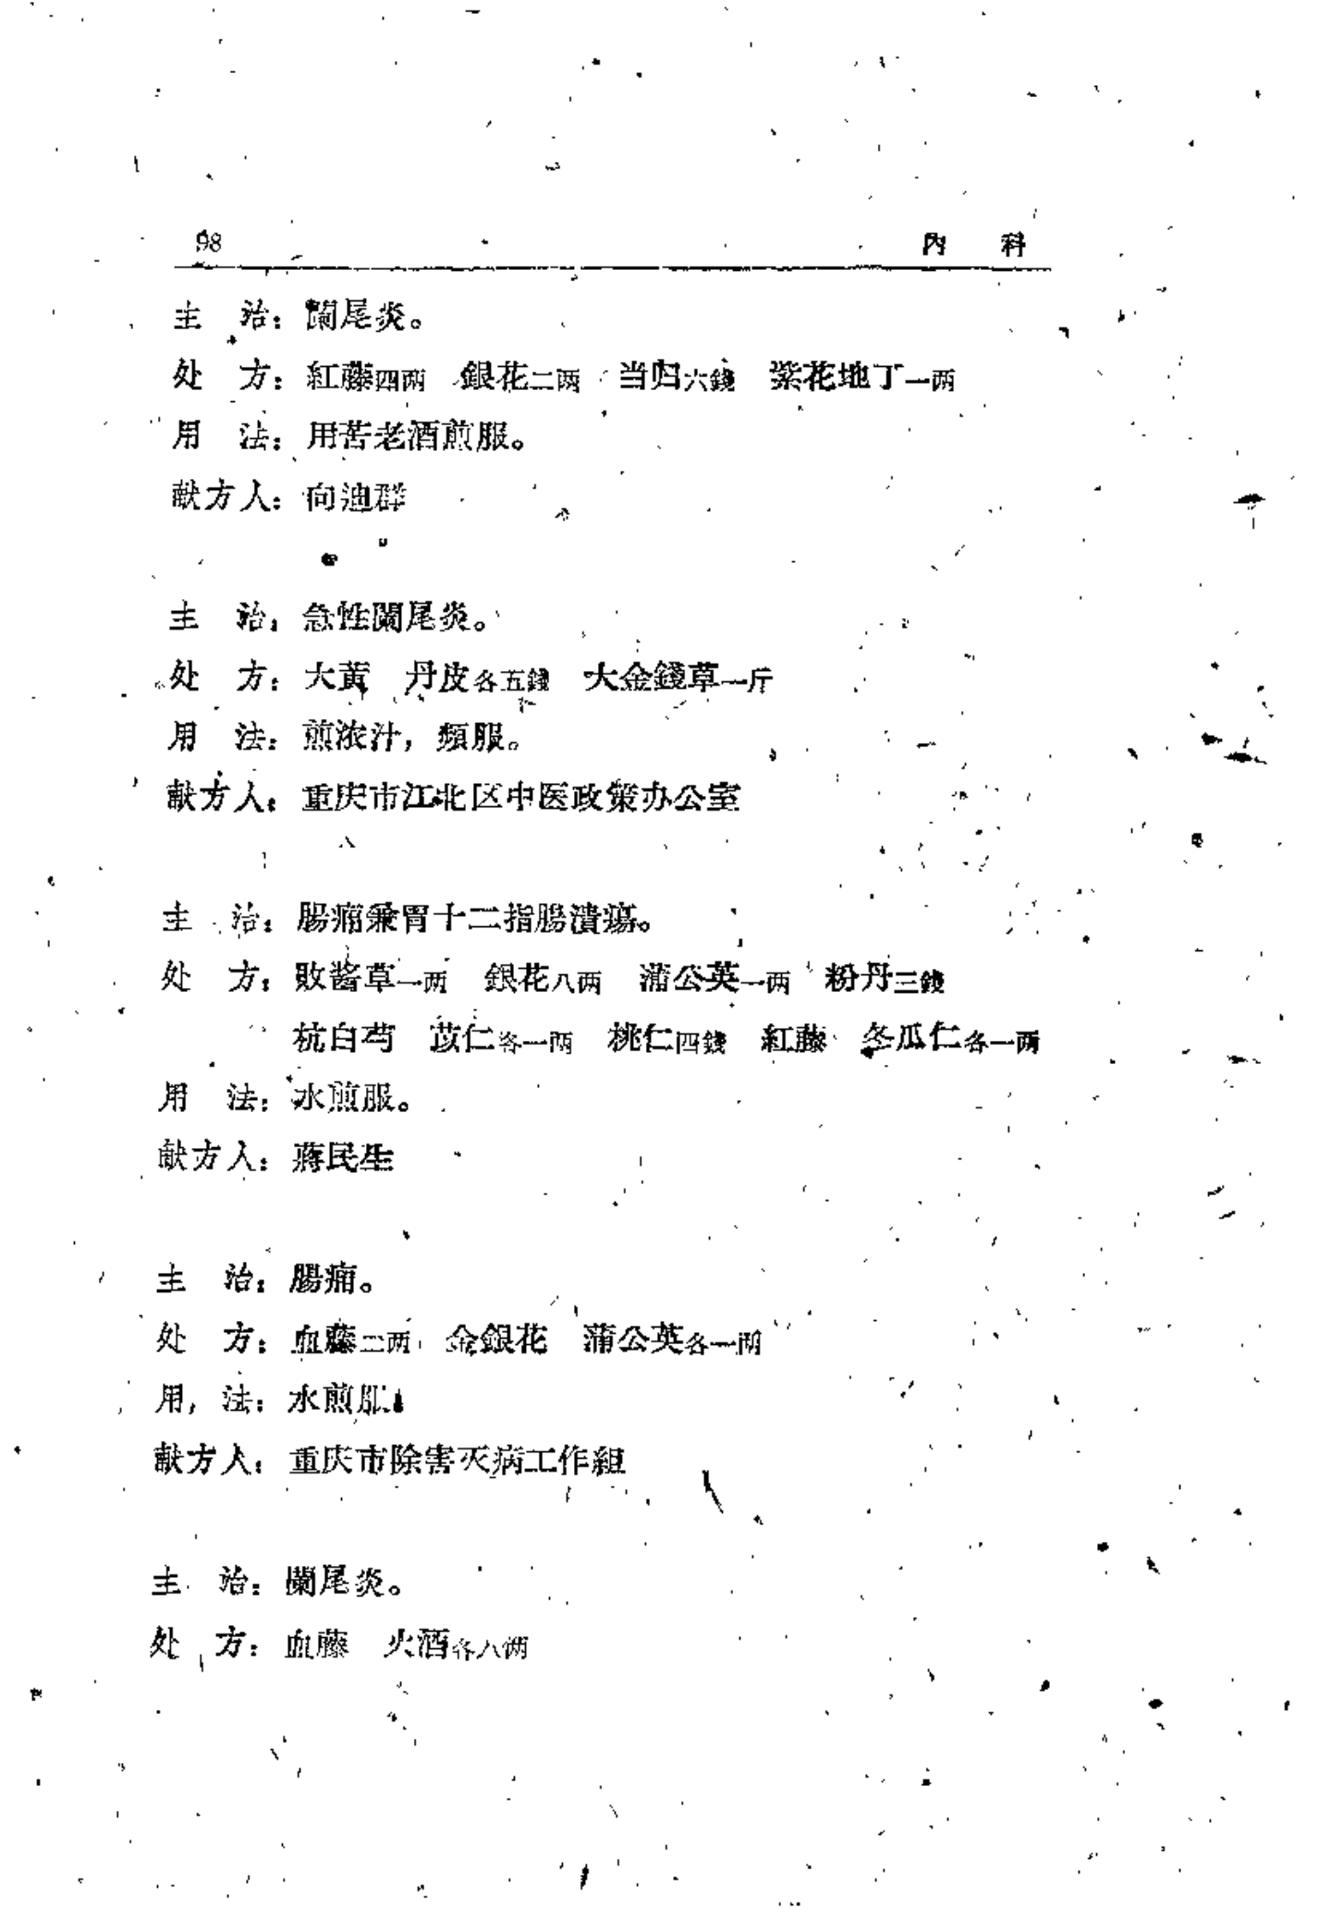 98 內 科
主 治：闌尾炎。
处 方：紅藤四两 銀花二两 当归六錢 紫花地丁一两
用 法：用苦老酒煎服。
献方人：向迪群
主 治：急性闌尾炎。
处 方：大黃 丹皮各五錢 大金錢草一斤
用 法：煎浓汁，頻服。
献方人：重庆市江北区中医政策办公室
主 治：腸痈兼胃十二指腸潰瘍。
处 方：敗酱草一两 銀花八两 蒲公英一两 粉丹三錢
杭白芍 苡仁各一两 桃仁四錢 紅藤 冬瓜仁各一两
用 法：水煎服。
献方人：蔣民生
主 治：腸痈。
处 方：血藤二两 金銀花 蒲公英各一两
用 法：水煎服。
献方人：重庆市除害灭病工作組
主 治：闌尾炎。
处 方：血藤 火酒各八两